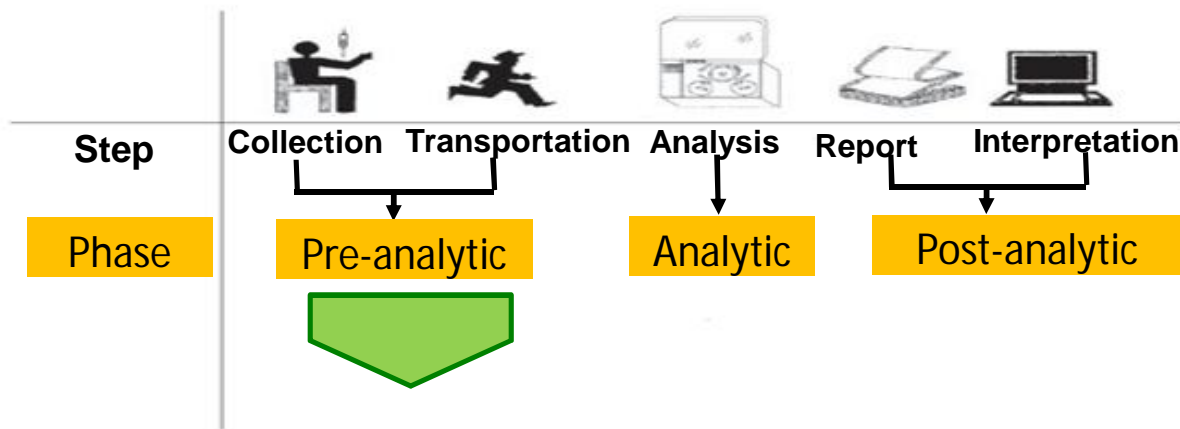 Step Collection Transportation Analysis Report Interpretation
Phase Pre-analytic Analytic Post-analytic